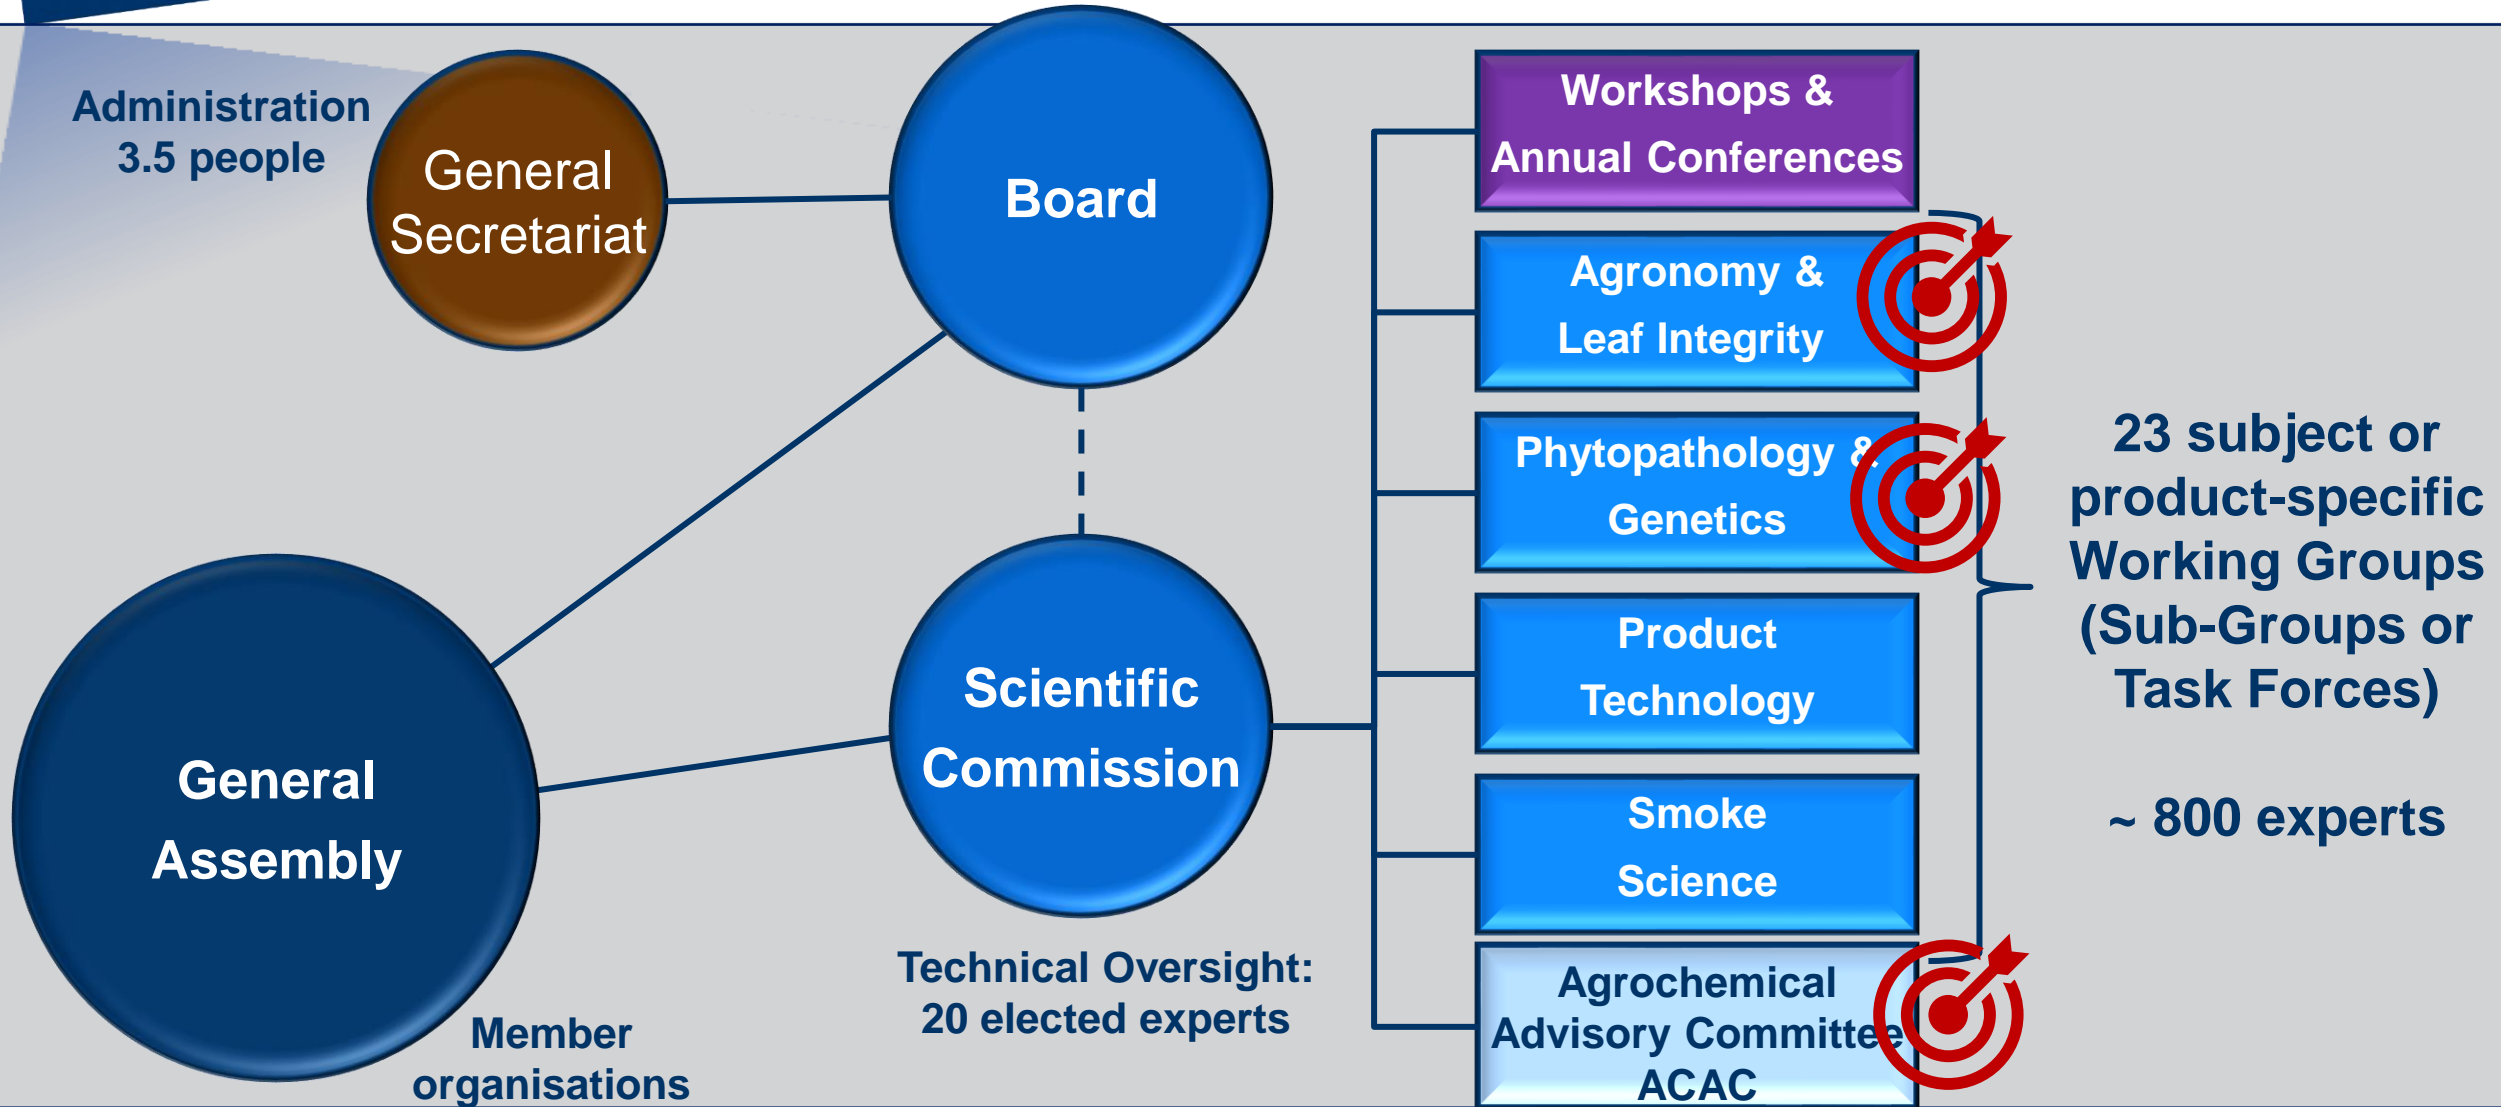 Administration
3.5 people
General
Secretariat
Board
General
Assembly
Member
organisations
Scientific
Commission
Technical Oversight:
20 elected experts
Workshops &
Annual Conferences
Agronomy &
Leaf Integrity
Phytopathology &
Genetics
Product
Technology
Smoke
Science
Agrochemical
Advisory Committee
ACAC
23 subject or
product-specific
Working Groups
(Sub-Groups or
Task Forces)
~ 800 experts